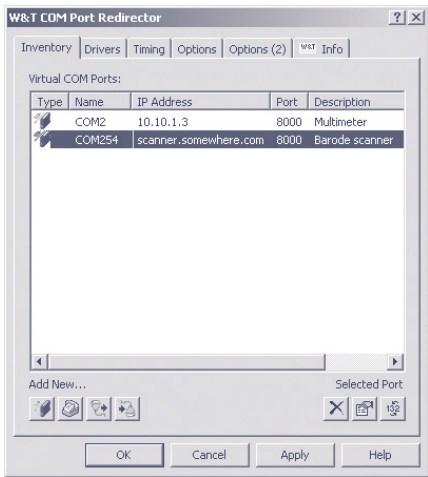 W&T COM Port Redirector
Inventory Drivers Timing Options Options (2) W&T Info
Virtual COM Ports:
Type Name IP Address Port Description
COM2 10.10.1.3 8000 Multimeter
COM254 scanner.somewhere.com 8000 Barode scanner
Add New... Selected Port
OK Cancel Apply Help